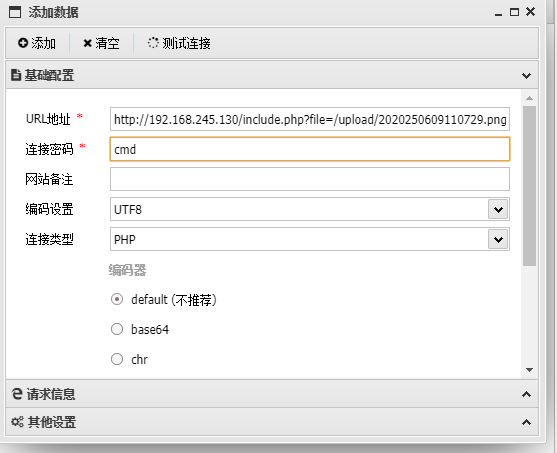 添加数据
添加 清空 测试连接
基础配置
URL地址 * http://192.168.245.130/include.php?file=/upload/2020250609110729.png
连接密码 * cmd
网站备注
编码设置 UTF8
连接类型 PHP
编码器
default (不推荐)
base64
chr
请求信息
其他设置